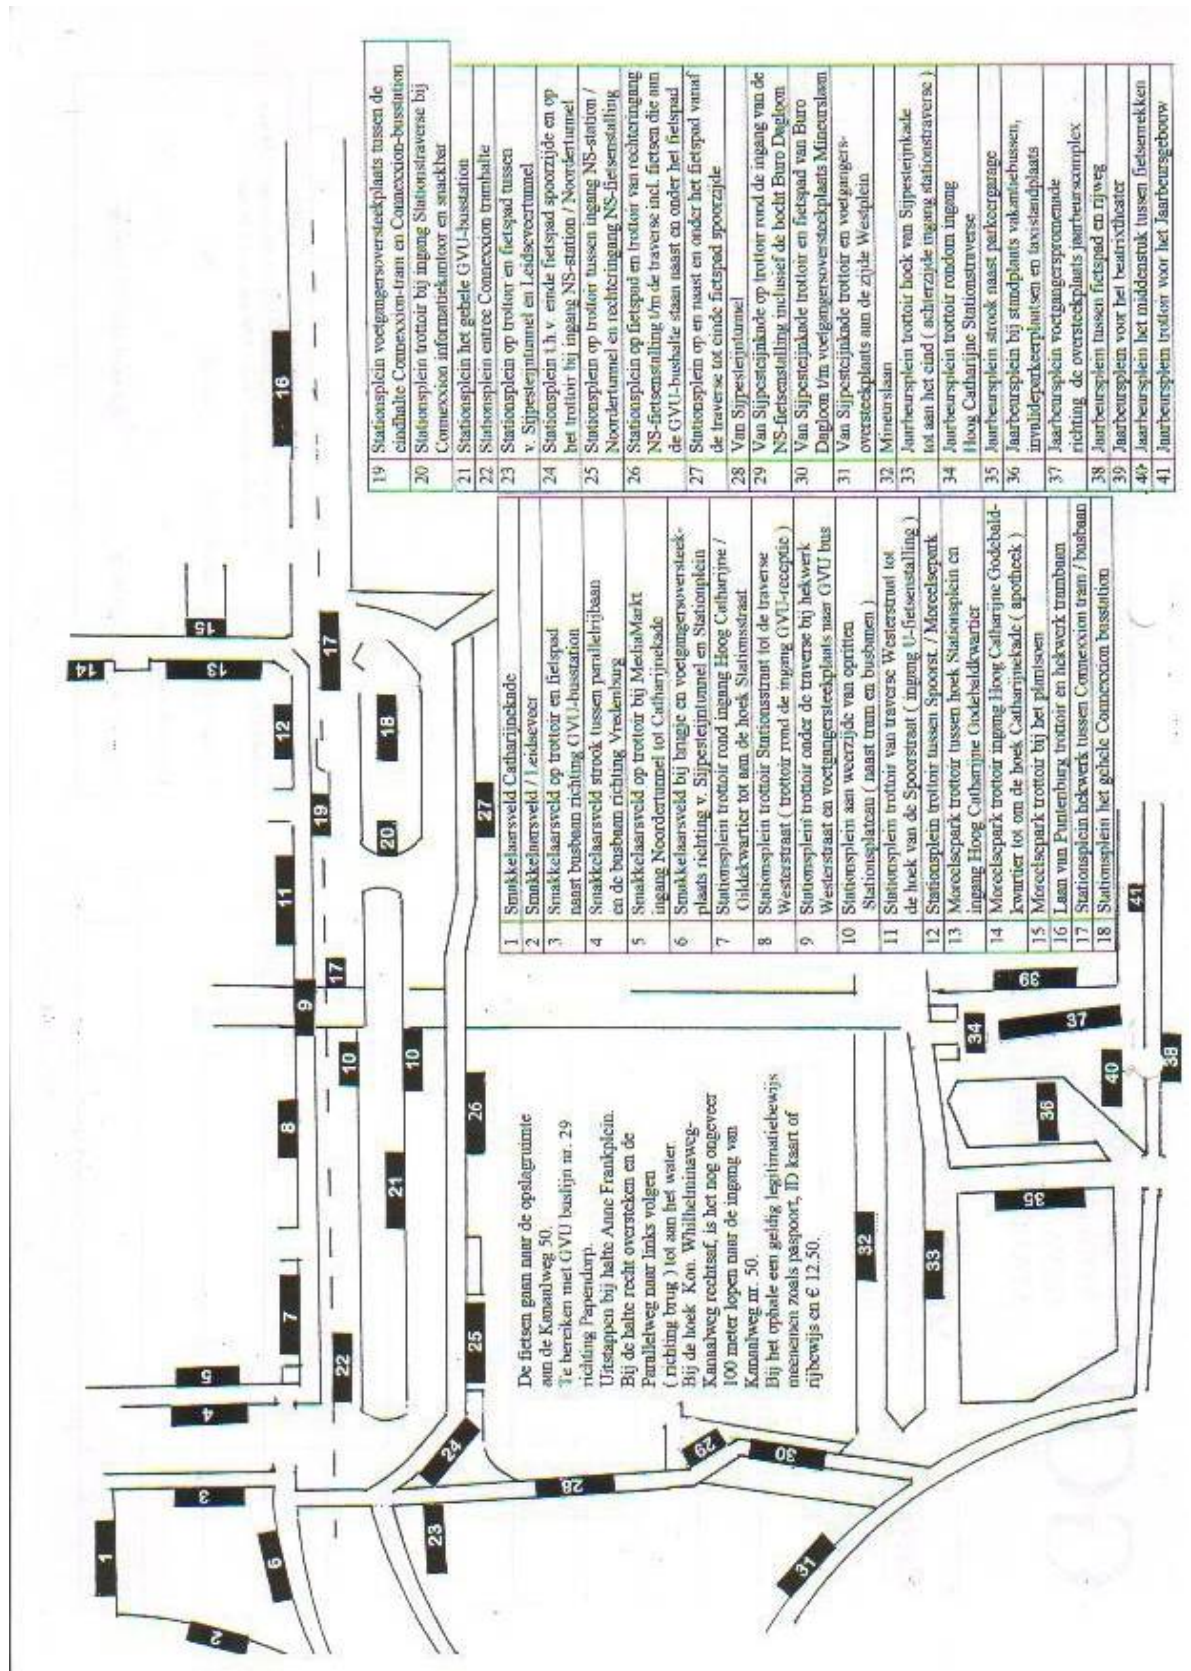 1 Smakkelaarsveld Catharijnekade
2 Smakkelaarsveld / Leidseveer
3 Smakkelaarsveld op trottoir en fietspad
naast busbaan richting GVU-busstation
4 Smakkelaarsveld strook tussen parallelrijbaan
en de busbaan richting Vredenburg
5 Smakkelaarsveld op trottoir bij MediaMarkt
ingang Noordertunnel tot Catharijnekade
6 Smakkelaarsveld bij brugje en voetgangersoversteek-
plaats richting v. Sijpesteijntunnel en Stationplein
7 Stationsplein trottoir rond ingang Hoog Catharijne /
Gildekwartier tot aan de hoek Stationsstraat
8 Stationsplein trottoir Stationsstraat tot de traverse
Westerstraat ( trottoir rond de ingang GVU-receptie )
9 Stationsplein trottoir onder de traverse bij hekwerk
Westerstraat en voetgangersteekplaats naar GVU bus
10 Stationsplein aan weerzijde van opritten
Stationsplateau ( naast tram en busbanen )
11 Stationsplein trottoir van traverse Westerstraat tot
de hoek van de Spoorstraat ( ingang U-fietsenstalling )
12 Stationsplein trottoir tussen Spoorst. / Moreelsepark
13 Moreelsepark trottoir tussen hoek Stationsplein en
ingang Hoog Catharijne Godebaldkwartier
14 Moreelsepark trottoir ingang Hoog Catharijne Godebald-
kwartier tot om de hoek Catharijnekade ( apotheek )
15 Moreelsepark trottoir bij het plantsoen
16 Laan van Puntenburg trottoir en hekwerk trambaan
17 Stationsplein hekwerk tussen Connexxion tram / busbaan
18 Stationsplein het gehele Connexxion busstation
19 Stationsplein voetgangersoversteekplaats tussen de
eindhalte Connexxion-tram en Connexxion-busstation
20 Stationsplein trottoir bij ingang Stationstraverse bij
Connexxion informatiekantoor en snackbar
21 Stationsplein het gehele GVU-busstation
22 Stationsplein entree Connexxion tramhalte
23 Stationsplein op trottoir en fietspad tussen
v. Sijpesteijntunnel en Leidseveertunnel
24 Stationsplein t.h.v. einde fietspad spoorzijde en op
het trottoir bij ingang NS-station / Noordertunnel
25 Stationsplein op trottoir tussen ingang NS-station /
Noordertunnel en rechteringang NS-fietsenstalling
26 Stationsplein op fietspad en trottoir van rechteringang
NS-fietsenstalling t/m de traverse incl. fietsen die aan
de GVU-bushalte staan naast en onder het fietspad
27 Stationsplein op en naast en onder het fietspad vanaf
de traverse tot einde fietspad spoorzijde
28 Van Sijpesteijntunnel
29 Van Sijpesteijnkade op trottoir rond de ingang van de
NS-fietsenstalling inclusief de bocht Buro Dagloon
30 Van Sijpesteijnkade trottoir en fietspad van Buro
Dagloon t/m voetgangersoversteekplaats Mineurslaan
31 Van Sijpesteijnkade trottoir en voetgangers-
oversteekplaats aan de zijde Westplein
32 Mineurslaan
33 Jaarbeursplein trottoir hoek van Sijpesteijnkade
tot aan het eind ( achterzijde ingang stationstraverse )
34 Jaarbeursplein trottoir rondom ingang
Hoog Catharijne Stationstraverse
35 Jaarbeursplein strook naast parkeergarage
36 Jaarbeursplein bij standplaats vakantiebussen,
invalideparkeerplaatsen en taxistandplaats
37 Jaarbeursplein voetgangerspromenade
richting de oversteekplaats jaarbeurscomplex
38 Jaarbeursplein tussen fietspad en rijweg
39 Jaarbeursplein voor het beatrixtheater
40 Jaarbeursplein het middenstuk tussen fietsenrekken
41 Jaarbeursplein trottoir voor het Jaarbeursgebouw
De fietsen gaan naar de opslagruimte
aan de Kanaalweg 50.
Te bereiken met GVU buslijn nr. 29
richting Papendorp.
Uitstappen bij halte Anne Frankplein.
Bij de halte recht oversteken en de
Parallelweg naar links volgen
( richting brug ) tot aan het water.
Bij de hoek Kon. Whilhelminaweg-
Kanaalweg rechtsaf, is het nog ongeveer
100 meter lopen naar de ingang van
Kanaalweg nr. 50.
Bij het ophale een geldig legitimatiebewijs
meenemen zoals paspoort, ID kaart of
rijbewijs en € 12.50.
1
2
3
4
5
6
7
8
9
10
10
11
12
13
14
15
16
17
17
18
19
20
21
22
23
24
25
26
27
28
29
30
31
32
33
34
35
36
37
38
39
40
41